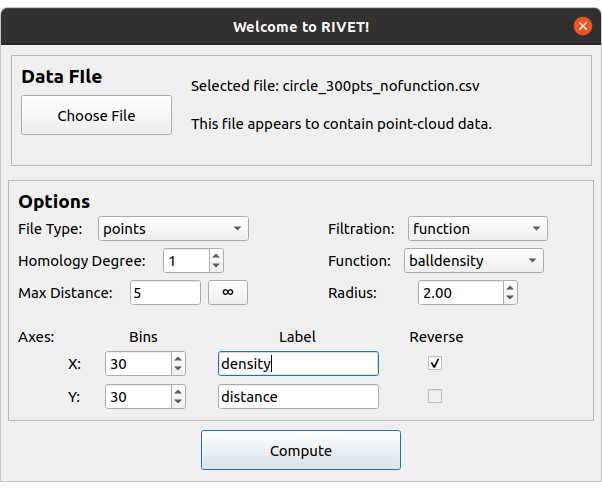 Welcome to RIVET!
Data FIle
Selected file: circle_300pts_nofunction.csv
Choose File
This file appears to contain point-cloud data.
Options
File Type: points Filtration: function
Homology Degree: 1 Function: balldensity
Max Distance: 5 ∞ Radius: 2.00
Axes: Bins Label Reverse
X: 30 density
Y: 30 distance
Compute